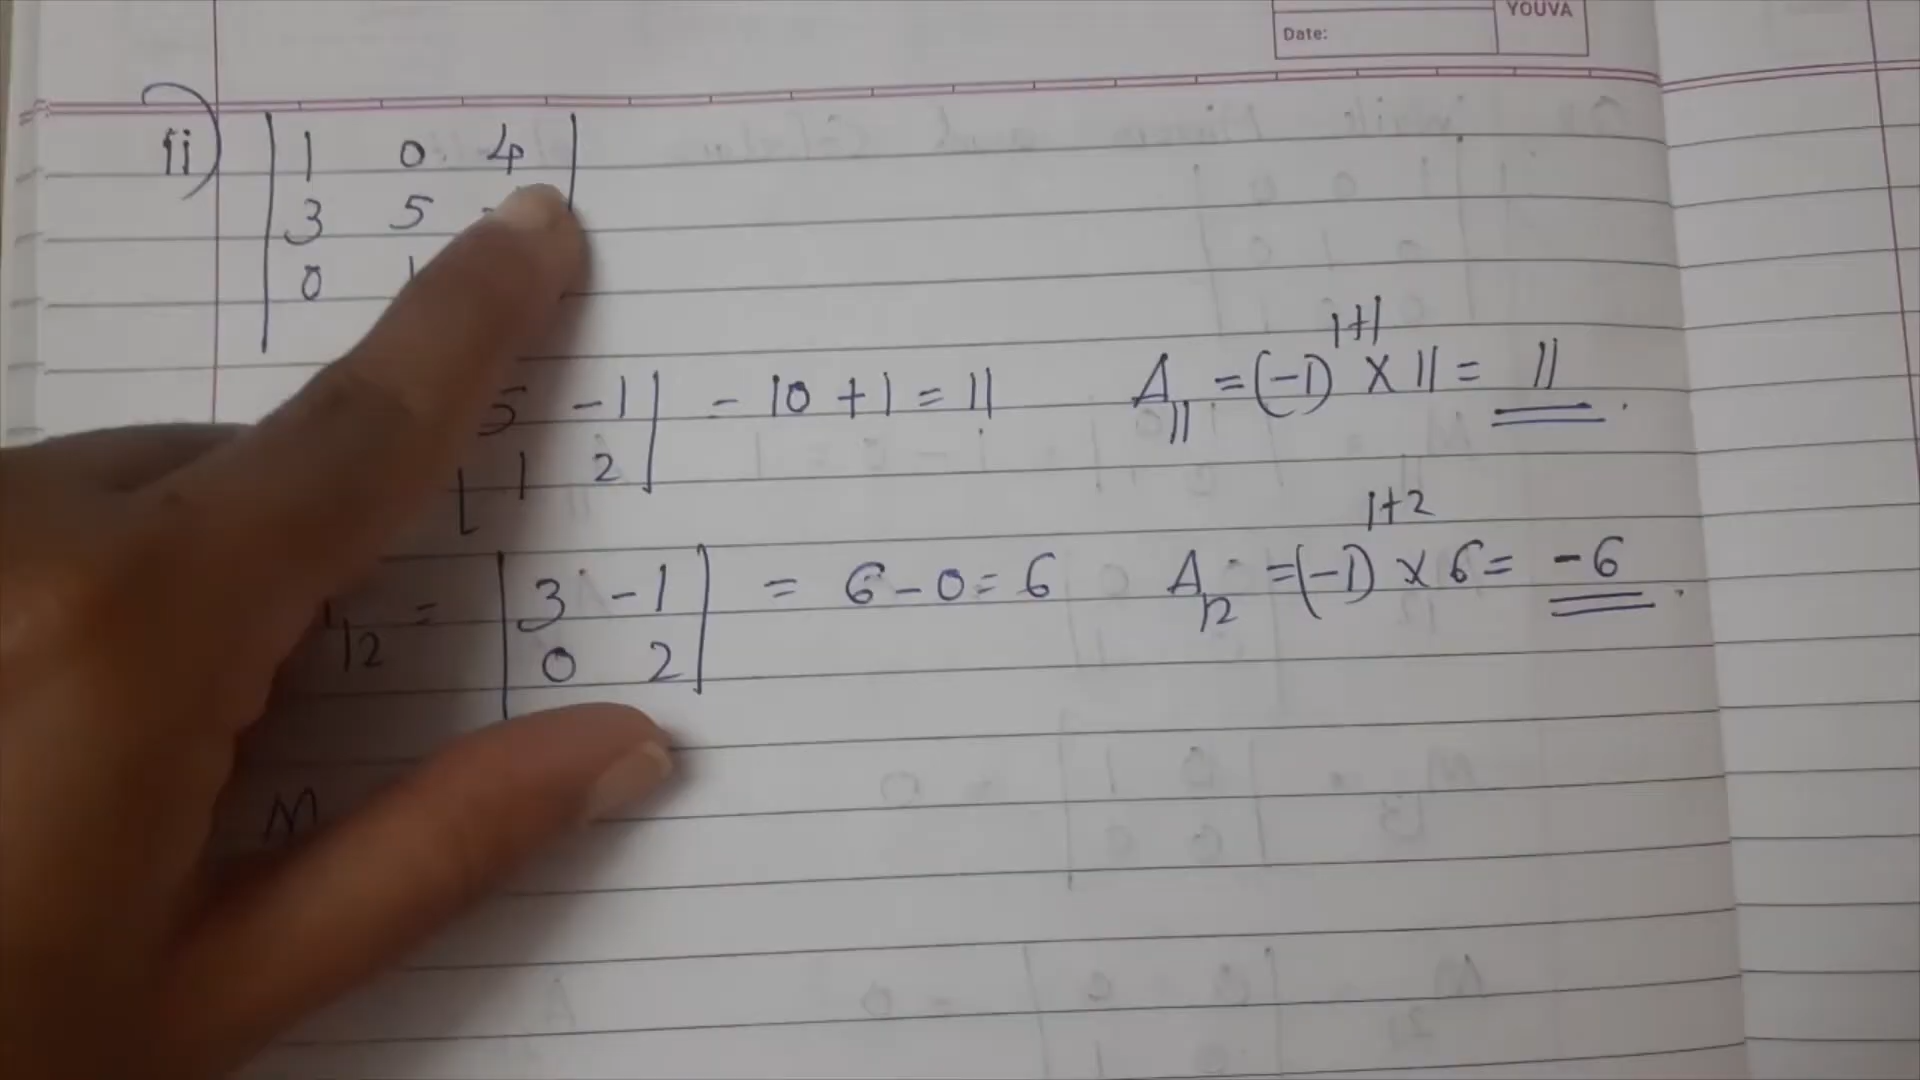 YOUVA
Date:
ii) | 1 0 4 |
3 5 -
0 1
5 -1 | = 10 + 1 = 11 A11 = (-1)^1+1 × 11 = 11.
1 2
12 = | 3 -1 | = 6 - 0 = 6 A12 = (-1)^1+2 × 6 = -6.
0 2
M